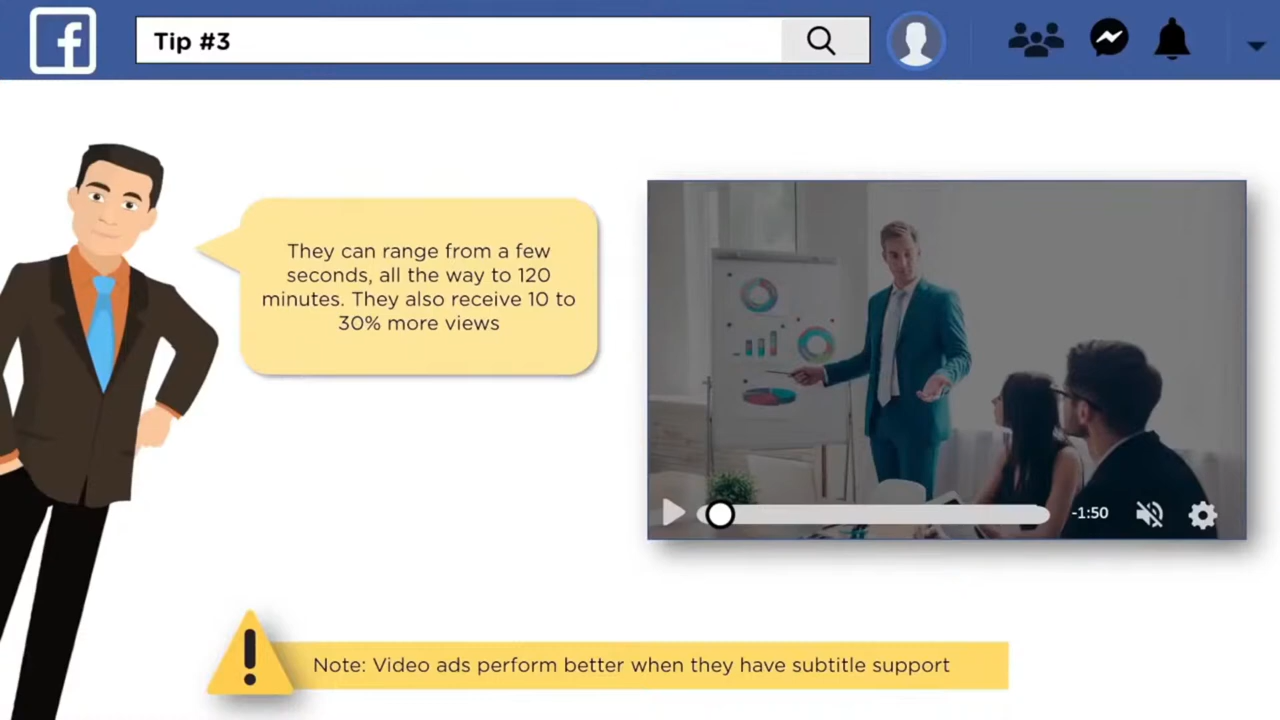 Tip #3
They can range from a few
seconds, all the way to 120
minutes. They also receive 10 to
30% more views
-1:50
Note: Video ads perform better when they have subtitle support